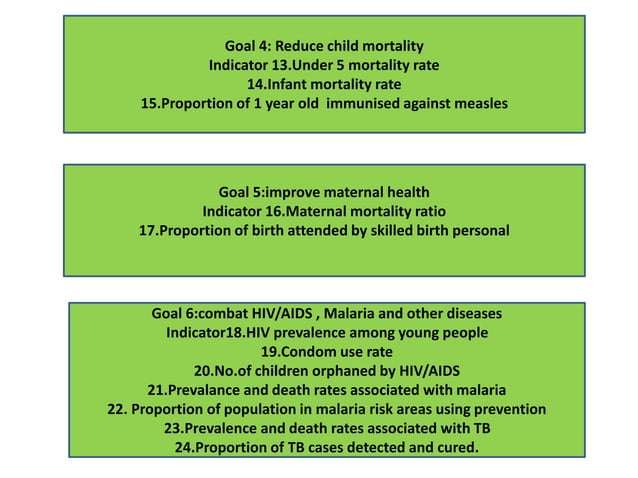 Goal 4: Reduce child mortality
Indicator 13.Under 5 mortality rate
14.Infant mortality rate
15.Proportion of 1 year old  immunised against measles
Goal 5:improve maternal health
Indicator 16.Maternal mortality ratio
17.Proportion of birth attended by skilled birth personal
Goal 6:combat HIV/AIDS , Malaria and other diseases
Indicator18.HIV prevalence among young people
19.Condom use rate
20.No.of children orphaned by HIV/AIDS
21.Prevalance and death rates associated with malaria
22. Proportion of population in malaria risk areas using prevention
23.Prevalence and death rates associated with TB
24.Proportion of TB cases detected and cured.